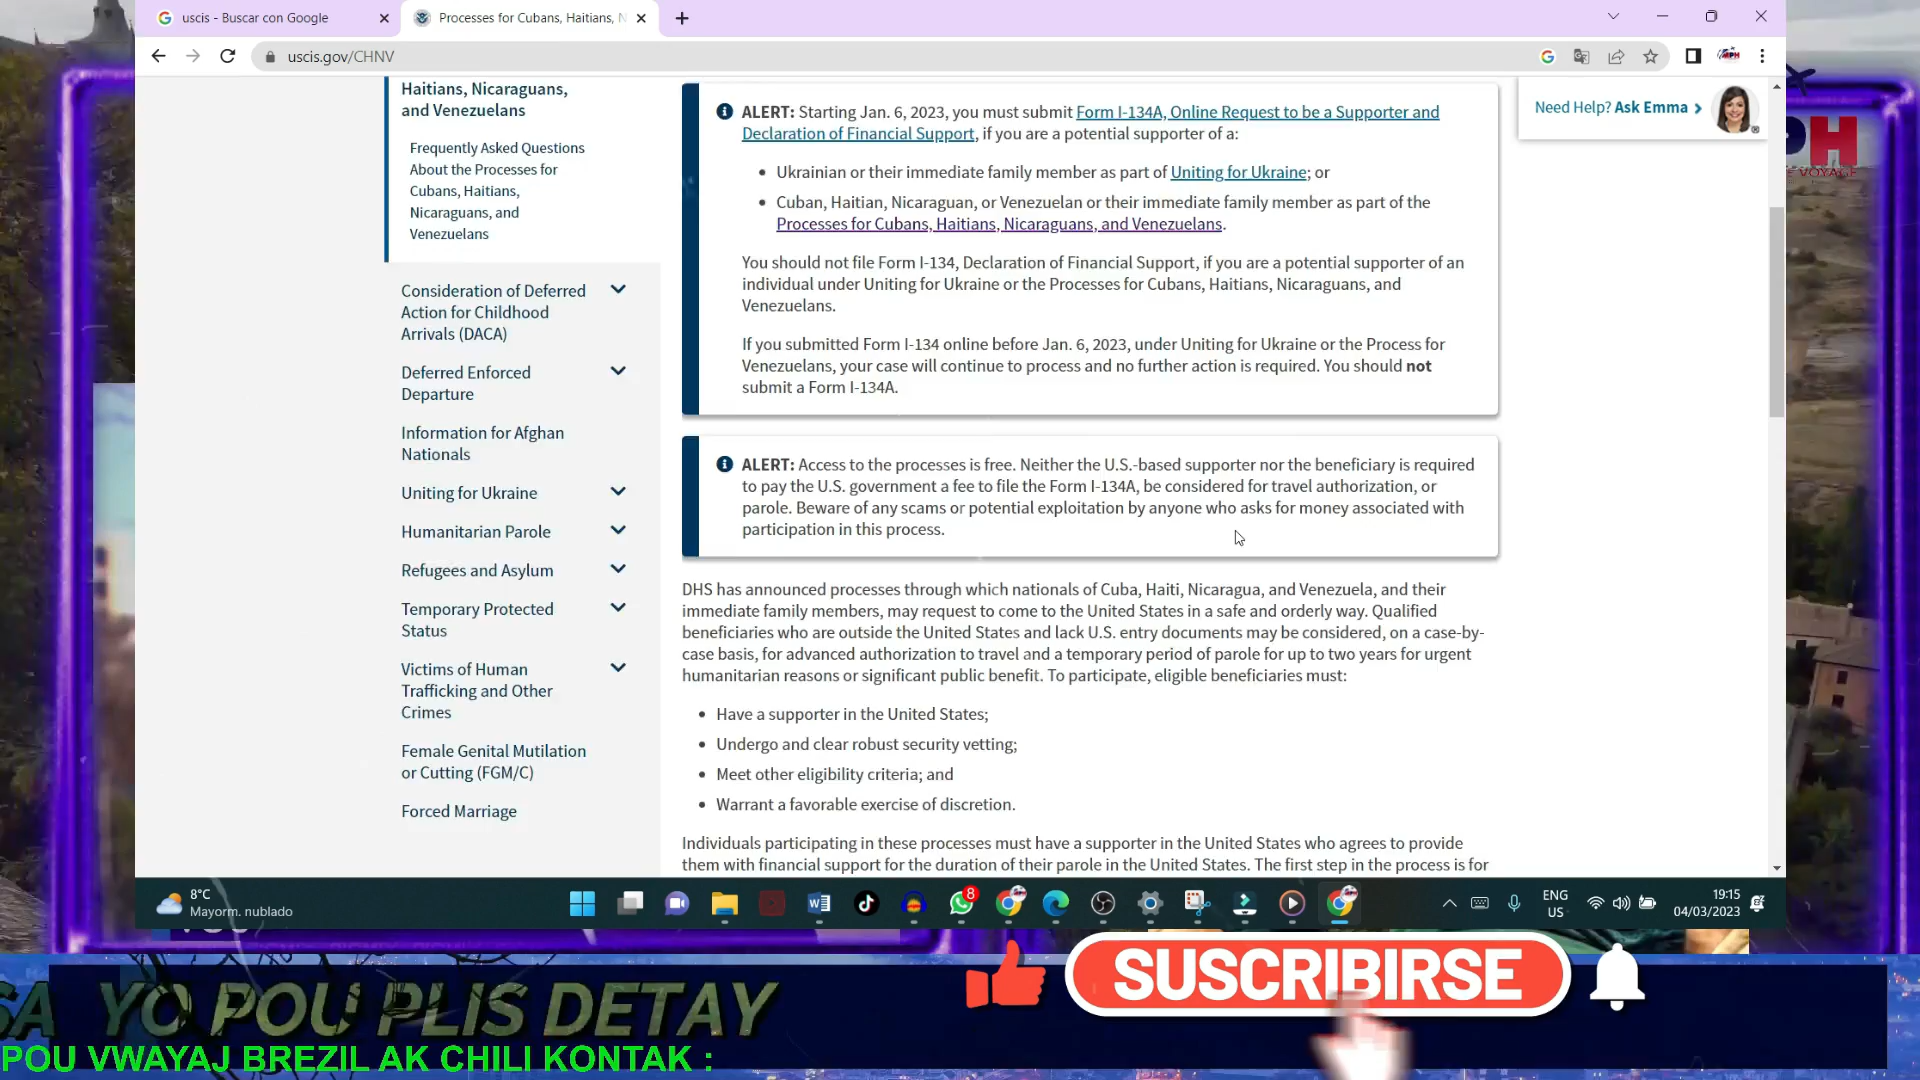 uscis - Buscar con Google
Processes for Cubans, Haitians, N
uscis.gov/CHNV
Haitians, Nicaraguans,
and Venezuelans
Frequently Asked Questions
About the Processes for
Cubans, Haitians,
Nicaraguans, and
Venezuelans
Consideration of Deferred
Action for Childhood
Arrivals (DACA)
Deferred Enforced
Departure
Information for Afghan
Nationals
Uniting for Ukraine
Humanitarian Parole
Refugees and Asylum
Temporary Protected
Status
Victims of Human
Trafficking and Other
Crimes
Female Genital Mutilation
or Cutting (FGM/C)
Forced Marriage
ALERT: Starting Jan. 6, 2023, you must submit Form I-134A, Online Request to be a Supporter and
Declaration of Financial Support, if you are a potential supporter of a:
• Ukrainian or their immediate family member as part of Uniting for Ukraine; or
• Cuban, Haitian, Nicaraguan, or Venezuelan or their immediate family member as part of the
Processes for Cubans, Haitians, Nicaraguans, and Venezuelans.
You should not file Form I-134, Declaration of Financial Support, if you are a potential supporter of an
individual under Uniting for Ukraine or the Processes for Cubans, Haitians, Nicaraguans, and
Venezuelans.
If you submitted Form I-134 online before Jan. 6, 2023, under Uniting for Ukraine or the Process for
Venezuelans, your case will continue to process and no further action is required. You should not
submit a Form I-134A.
ALERT: Access to the processes is free. Neither the U.S.-based supporter nor the beneficiary is required
to pay the U.S. government a fee to file the Form I-134A, be considered for travel authorization, or
parole. Beware of any scams or potential exploitation by anyone who asks for money associated with
participation in this process.
DHS has announced processes through which nationals of Cuba, Haiti, Nicaragua, and Venezuela, and their
immediate family members, may request to come to the United States in a safe and orderly way. Qualified
beneficiaries who are outside the United States and lack U.S. entry documents may be considered, on a case-by-
case basis, for advanced authorization to travel and a temporary period of parole for up to two years for urgent
humanitarian reasons or significant public benefit. To participate, eligible beneficiaries must:
• Have a supporter in the United States;
• Undergo and clear robust security vetting;
• Meet other eligibility criteria; and
• Warrant a favorable exercise of discretion.
Individuals participating in these processes must have a supporter in the United States who agrees to provide
them with financial support for the duration of their parole in the United States. The first step in the process is for
Need Help? Ask Emma
H
VOYAGE
8°C
Mayorm. nublado
8
ENG
US
19:15
04/03/2023
SA YO POU PLIS DETAY
SUSCRIBIRSE
POU VWAYAJ BREZIL AK CHILI KONTAK :